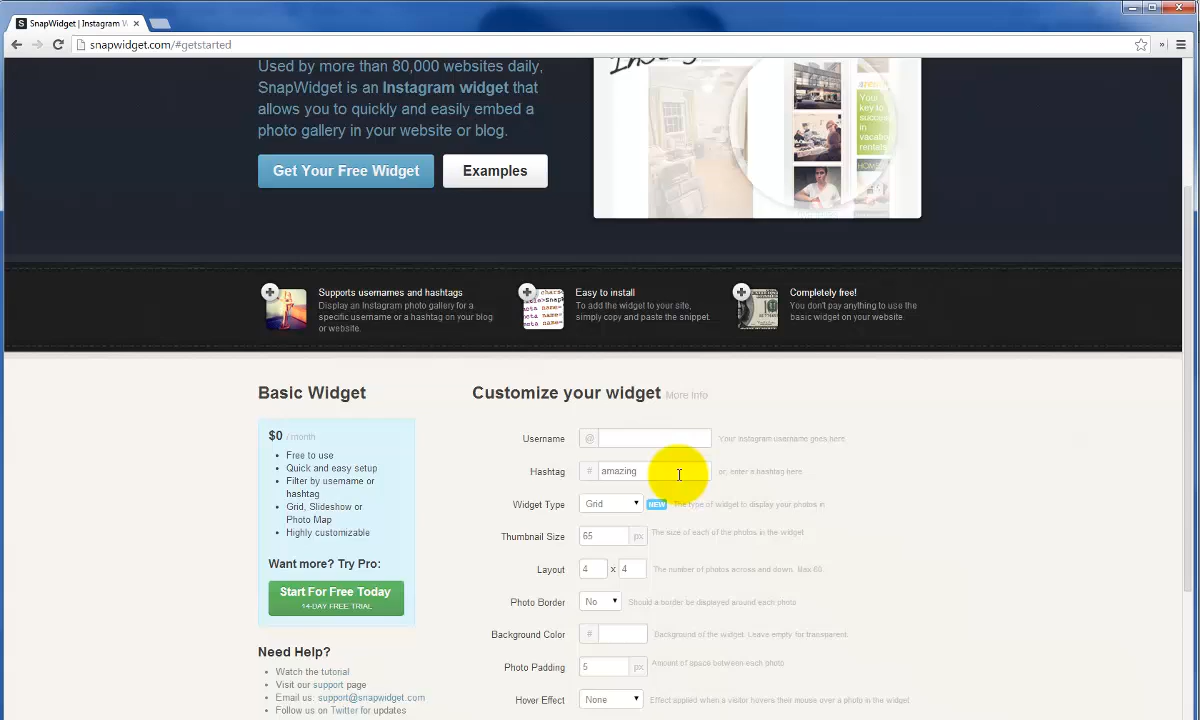 SnapWidget | Instagram W
snapwidget.com/#getstarted
Used by more than 80,000 websites daily,
SnapWidget is an Instagram widget that
allows you to quickly and easily embed a
photo gallery in your website or blog.
Get Your Free Widget
Examples
Your
key to
in
rentals
Supports usernames and hashtags
Display an Instagram photo gallery for a
specific username or a hashtag on your blog
or website.
Easy to install
To add the widget to your site,
simply copy and paste the snippet.
Completely free!
You don't pay anything to use the
basic widget on your website.
Basic Widget
$0 / month
Free to use
Quick and easy setup
Filter by username or
hashtag
Grid, Slideshow or
Photo Map
Highly customizable
Want more? Try Pro:
Start For Free Today
14-DAY FREE TRIAL
Need Help?
Watch the tutorial
Visit our support page
Email us: support@snapwidget.com
Follow us on Twitter for updates
Customize your widget More Info
Username @ Your Instagram username goes here
Hashtag # amazing or, enter a hashtag here
Widget Type Grid NEW The type of widget to display your photos in
Thumbnail Size 65 px The size of each of the photos in the widget
Layout 4 x 4 The number of photos across and down. Max 60.
Photo Border No Should a border be displayed around each photo
Background Color # Background of the widget. Leave empty for transparent.
Photo Padding 5 px Amount of space between each photo
Hover Effect None Effect applied when a visitor hovers their mouse over a photo in the widget